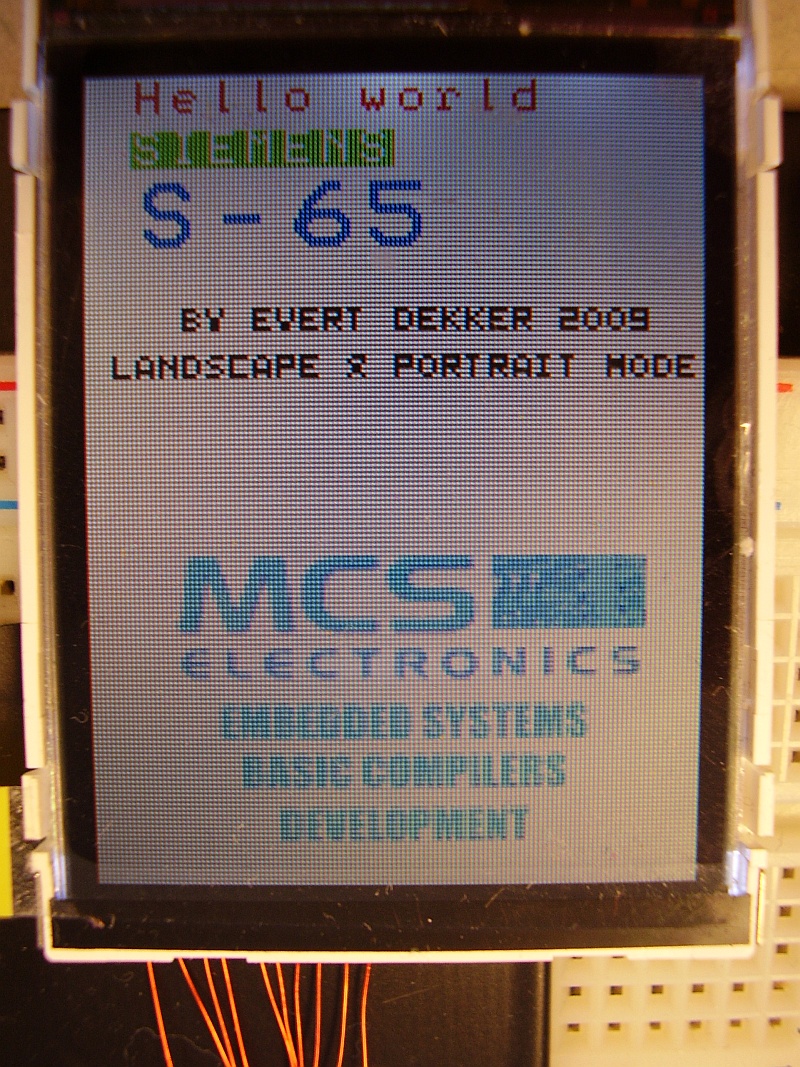 Hello world
SIEMENS
S-65
BY EVERT DEKKER 2009
LANDSCAPE & PORTRAIT MODE
MCS
ELECTRONICS
EMBEDDED SYSTEMS
BASIC COMPILERS
DEVELOPMENT